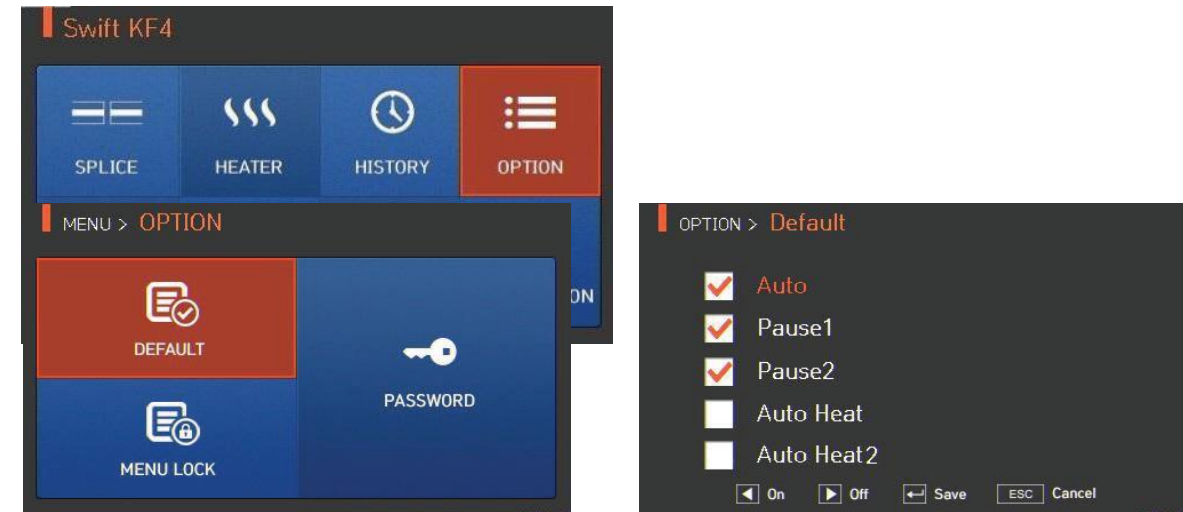 Swift KF4
SPLICE HEATER HISTORY OPTION
ON
MENU > OPTION
DEFAULT
PASSWORD
MENU LOCK
OPTION > Default
Auto
Pause1
Pause2
Auto Heat
Auto Heat2
On Off Save ESC Cancel